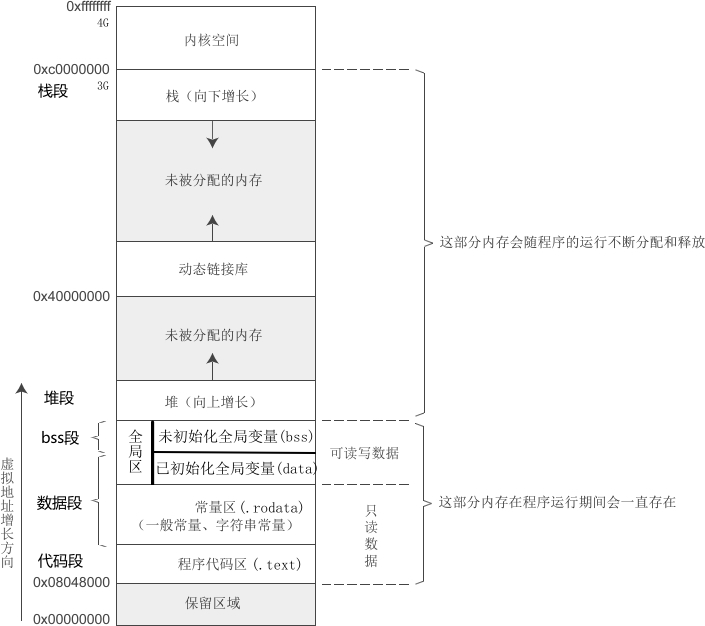 0xffffffff
4G
内核空间
0xc0000000
3G
栈段
栈（向下增长）
未被分配的内存
这部分内存会随程序的运行不断分配和释放
动态链接库
0x40000000
未被分配的内存
堆段
堆（向上增长）
bss段
全局区
未初始化全局变量(bss)
已初始化全局变量(data)
可读写数据
虚拟地址增长方向
数据段
常量区(.rodata)
（一般常量、字符串常量）
只读数据
这部分内存在程序运行期间会一直存在
代码段
程序代码区(.text)
0x08048000
保留区域
0x00000000